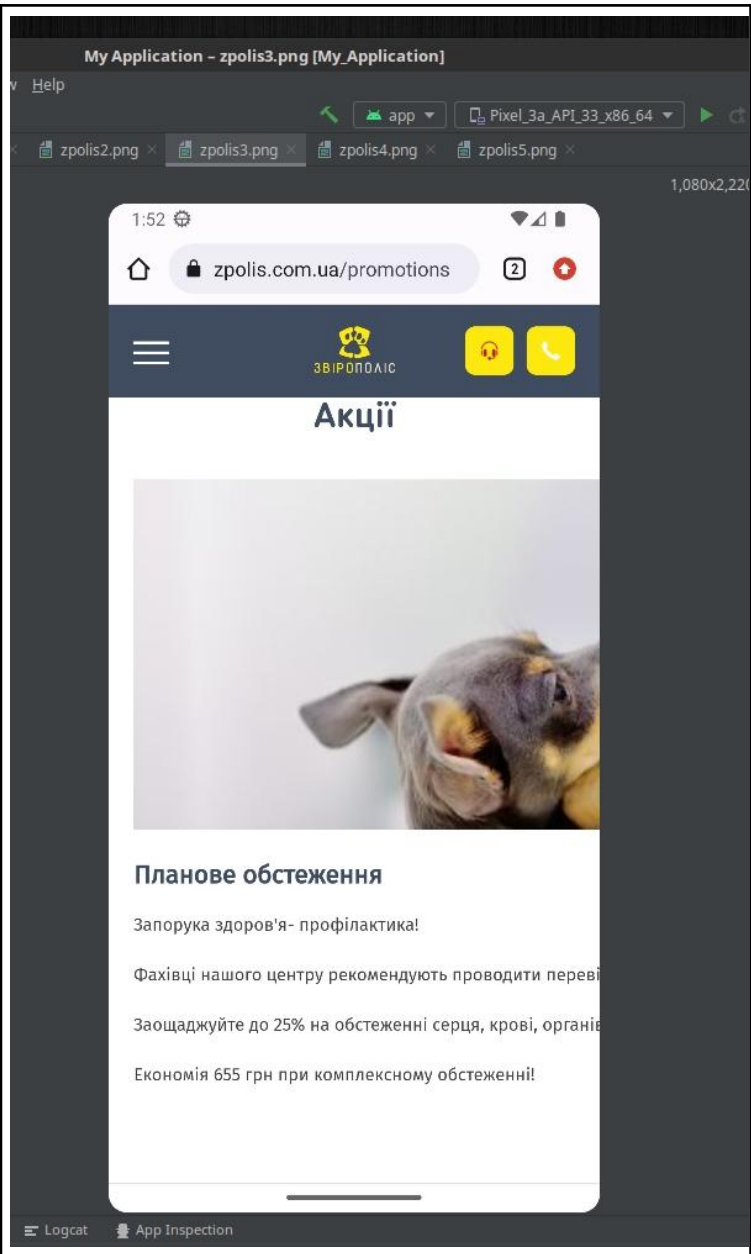 My Application – zpolis3.png [My_Application]
w Help
app Pixel_3a_API_33_x86_64
zpolis2.png zpolis3.png zpolis4.png zpolis5.png
1,080x2,220
1:52
zpolis.com.ua/promotions 2
ЗВІРОПОЛІС
Акції
Планове обстеження
Запорука здоров'я- профілактика!
Фахівці нашого центру рекомендують проводити переві
Заощаджуйте до 25% на обстеженні серця, крові, органів
Економія 655 грн при комплексному обстеженні!
Logcat App Inspection